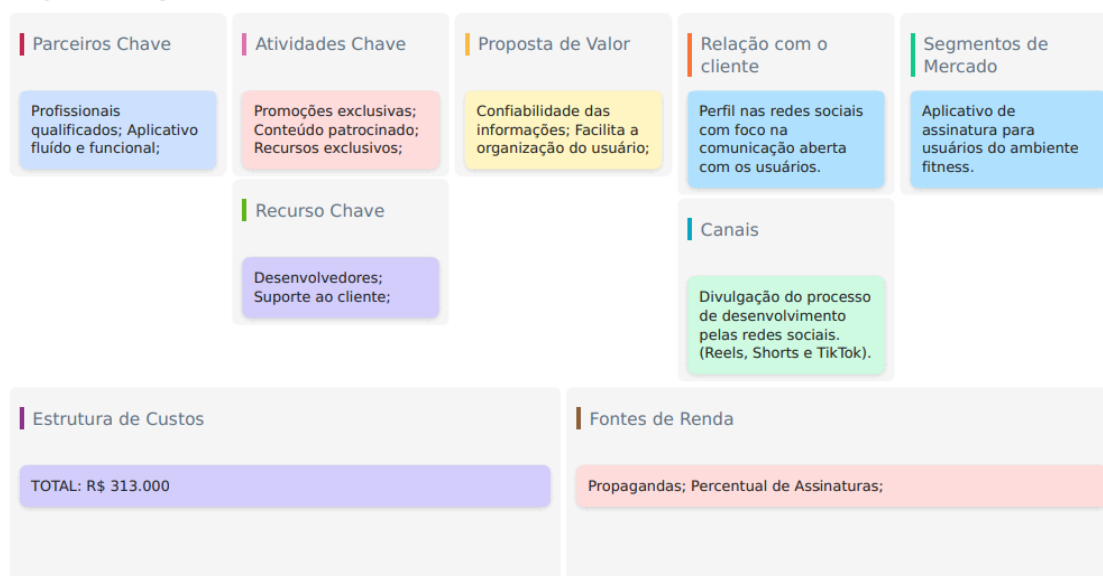 Parceiros Chave
Profissionais
qualificados; Aplicativo
fluído e funcional;
Atividades Chave
Promoções exclusivas;
Conteúdo patrocinado;
Recursos exclusivos;
Recurso Chave
Desenvolvedores;
Suporte ao cliente;
Proposta de Valor
Confiabilidade das
informações; Facilita a
organização do usuário;
Relação com o
cliente
Perfil nas redes sociais
com foco na
comunicação aberta
com os usuários.
Canais
Divulgação do processo
de desenvolvimento
pelas redes sociais.
(Reels, Shorts e TikTok).
Segmentos de
Mercado
Aplicativo de
assinatura para
usuários do ambiente
fitness.
Estrutura de Custos
TOTAL: R$ 313.000
Fontes de Renda
Propagandas; Percentual de Assinaturas;